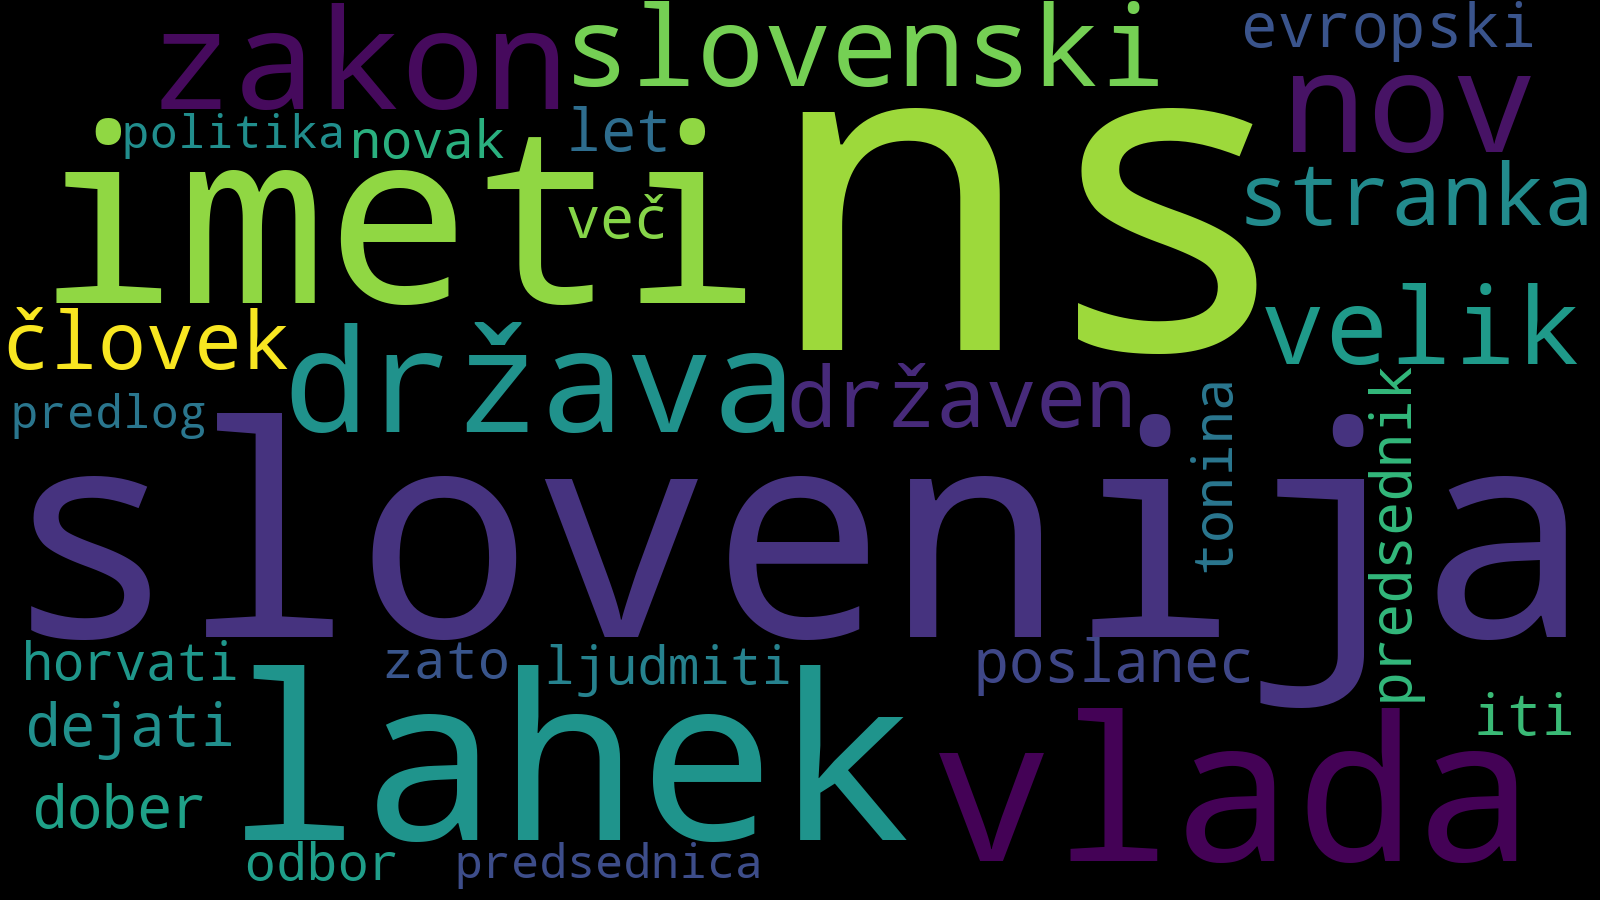 zakon
slovenski
evropski
nov
politika
novak
let
imeti
več
ns
stranka
človek
država
državen
velik
predlog
tonina
predsednik
slovenija
horvati
zato
ljudmiti
poslanec
dejati
lahek
vlada
iti
dober
odbor
predsednica